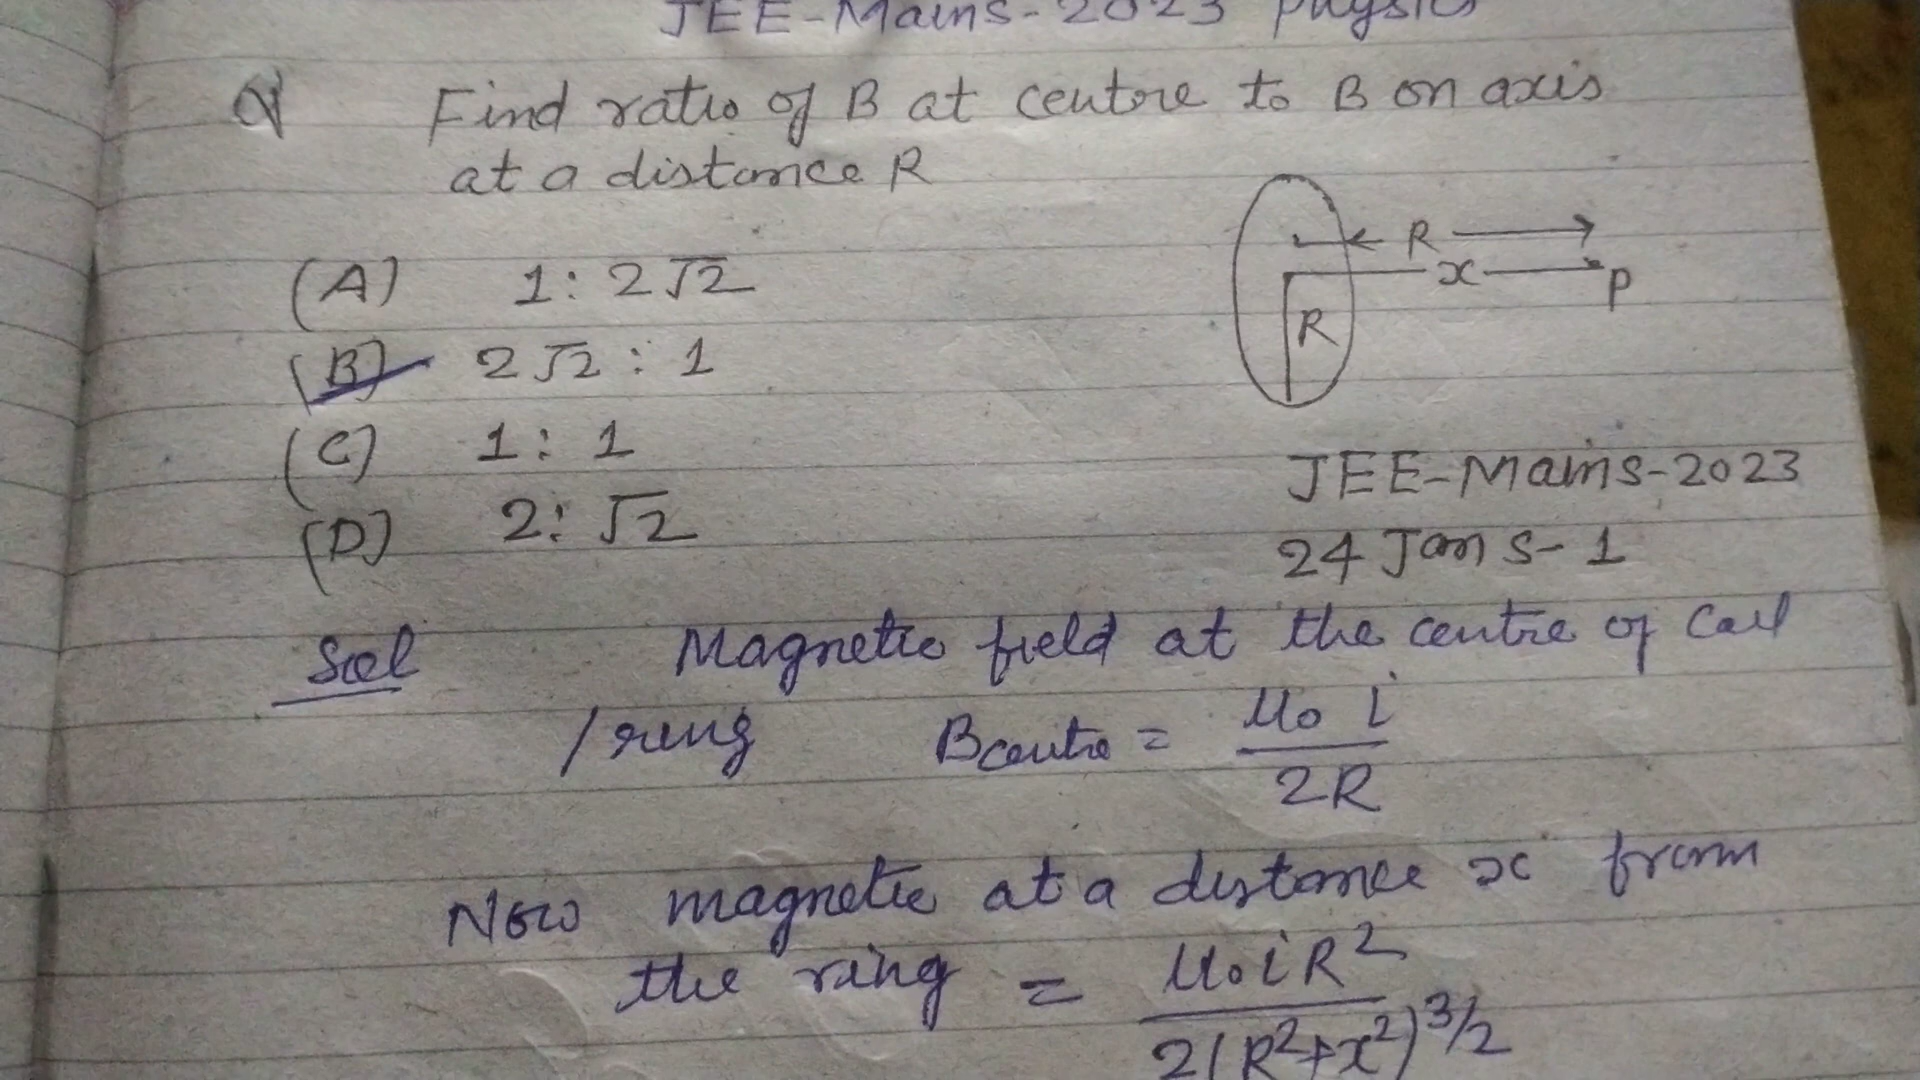 JEE-Mains-2023 Physics
Q Find ratio of B at centre to B on axis
at a distance R
(A) 1 : 2√2
(B) 2√2 : 1
(C) 1 : 1
(D) 2 : √2
R
x
P
R
JEE-Mains-2023
24 Jan S-1
Sol Magnetic field at the centre of coil
/ring Bcentre = μ₀ i / 2R
Now magnetic at a distance x from
the ring = μ₀ i R² / 2(R²+x²)^3/2